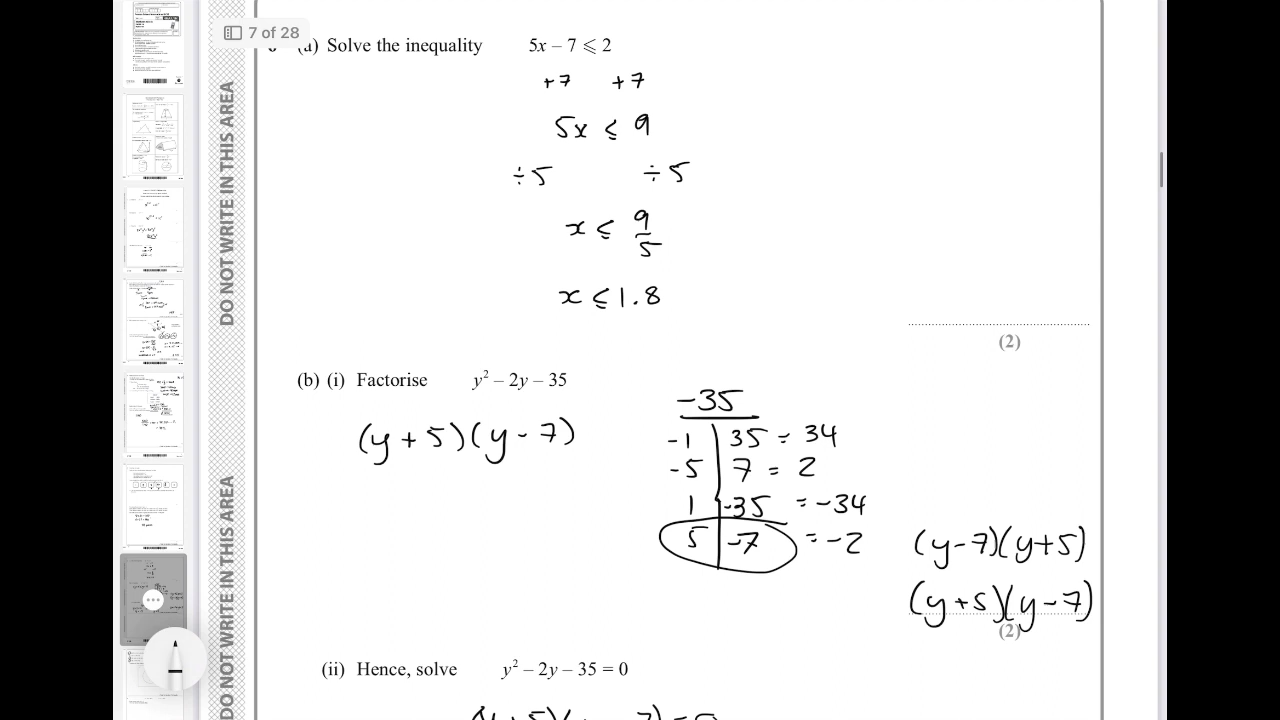 7 of 28
Solve the inequality 5x – 7 ≤ 2
+7 +7
5x ≤ 9
÷5 ÷5
x ≤ 9/5
x ≤ 1.8
(2)
(b) (i) Factorise y² – 2y – 35
(y + 5)(y - 7)
-35
-1 | 35 = 34
-5 | 7 = 2
1 | -35 = -34
5 | -7 = -2
(y-7)(y+5)
(y+5)(y-7)
(2)
(ii) Hence, solve y² – 2y – 35 = 0
DO NOT WRITE IN THIS AREA
DO NOT WRITE IN THIS AREA